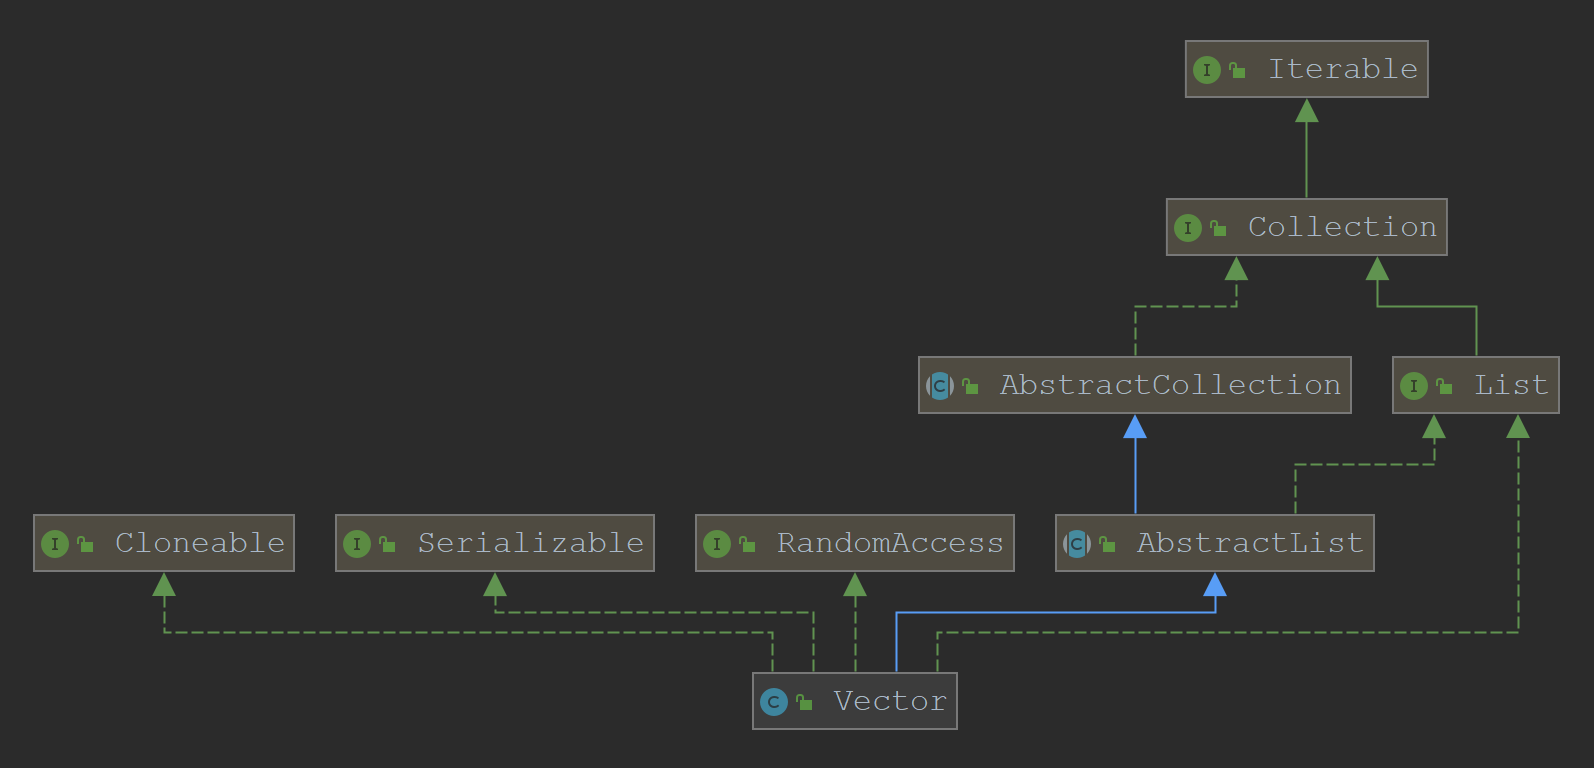 Iterable
Collection
AbstractCollection
List
Cloneable
Serializable
RandomAccess
AbstractList
Vector